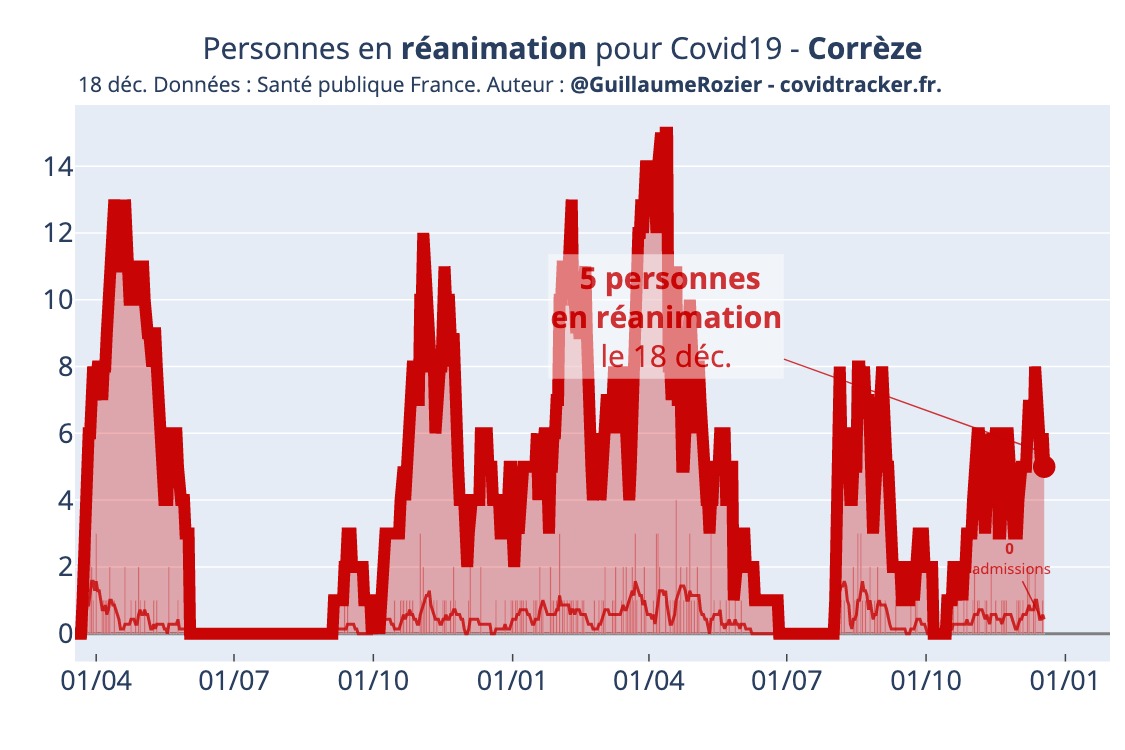 Personnes en réanimation pour Covid19 - Corrèze
18 déc. Données : Santé publique France. Auteur : @GuillaumeRozier - covidtracker.fr.
14
12
10
8
6
4
2
0
5 personnes
en réanimation
le 18 déc.
0
admissions
01/04
01/07
01/10
01/01
01/04
01/07
01/10
01/01